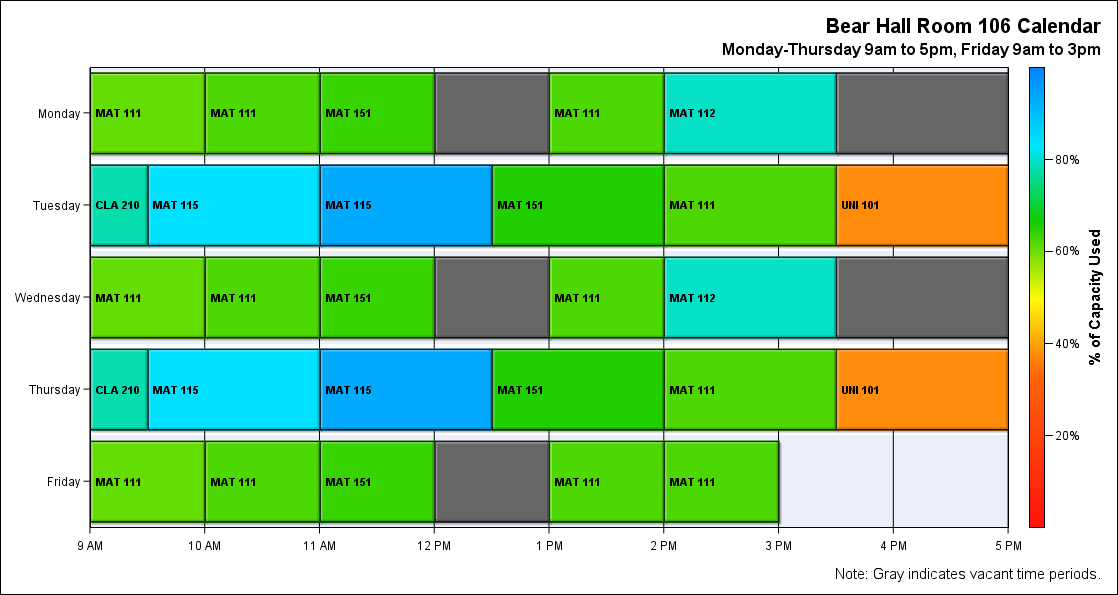 Bear Hall Room 106 Calendar
Monday-Thursday 9am to 5pm, Friday 9am to 3pm
Monday
MAT 111
MAT 111
MAT 151
MAT 111
MAT 112
Tuesday
CLA 210
MAT 115
MAT 115
MAT 151
MAT 111
UNI 101
Wednesday
MAT 111
MAT 111
MAT 151
MAT 111
MAT 112
Thursday
CLA 210
MAT 115
MAT 115
MAT 151
MAT 111
UNI 101
Friday
MAT 111
MAT 111
MAT 151
MAT 111
MAT 111
9 AM
10 AM
11 AM
12 PM
1 PM
2 PM
3 PM
4 PM
5 PM
80%
60%
40%
20%
% of Capacity Used
Note: Gray indicates vacant time periods.